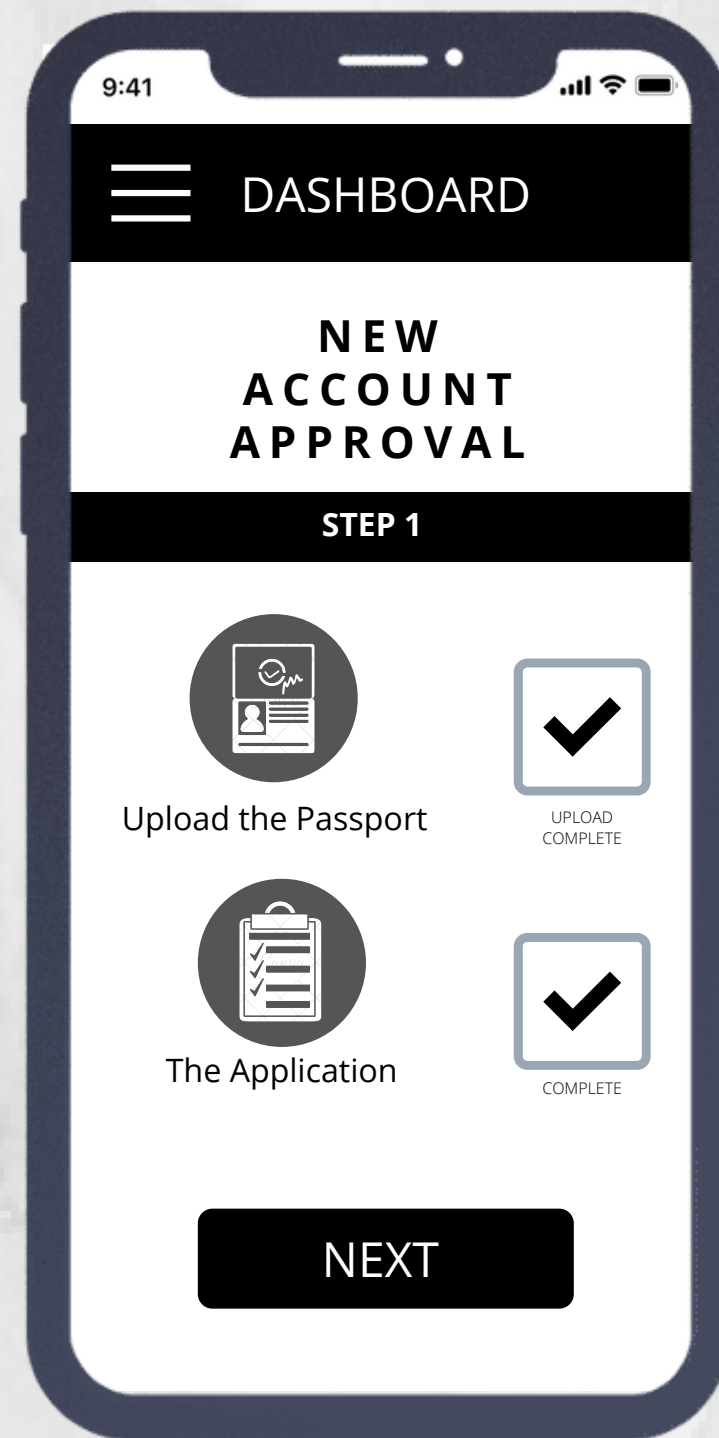 9:41
DASHBOARD
NEW
ACCOUNT
APPROVAL
STEP 1
Upload the Passport
UPLOAD
COMPLETE
The Application
COMPLETE
NEXT